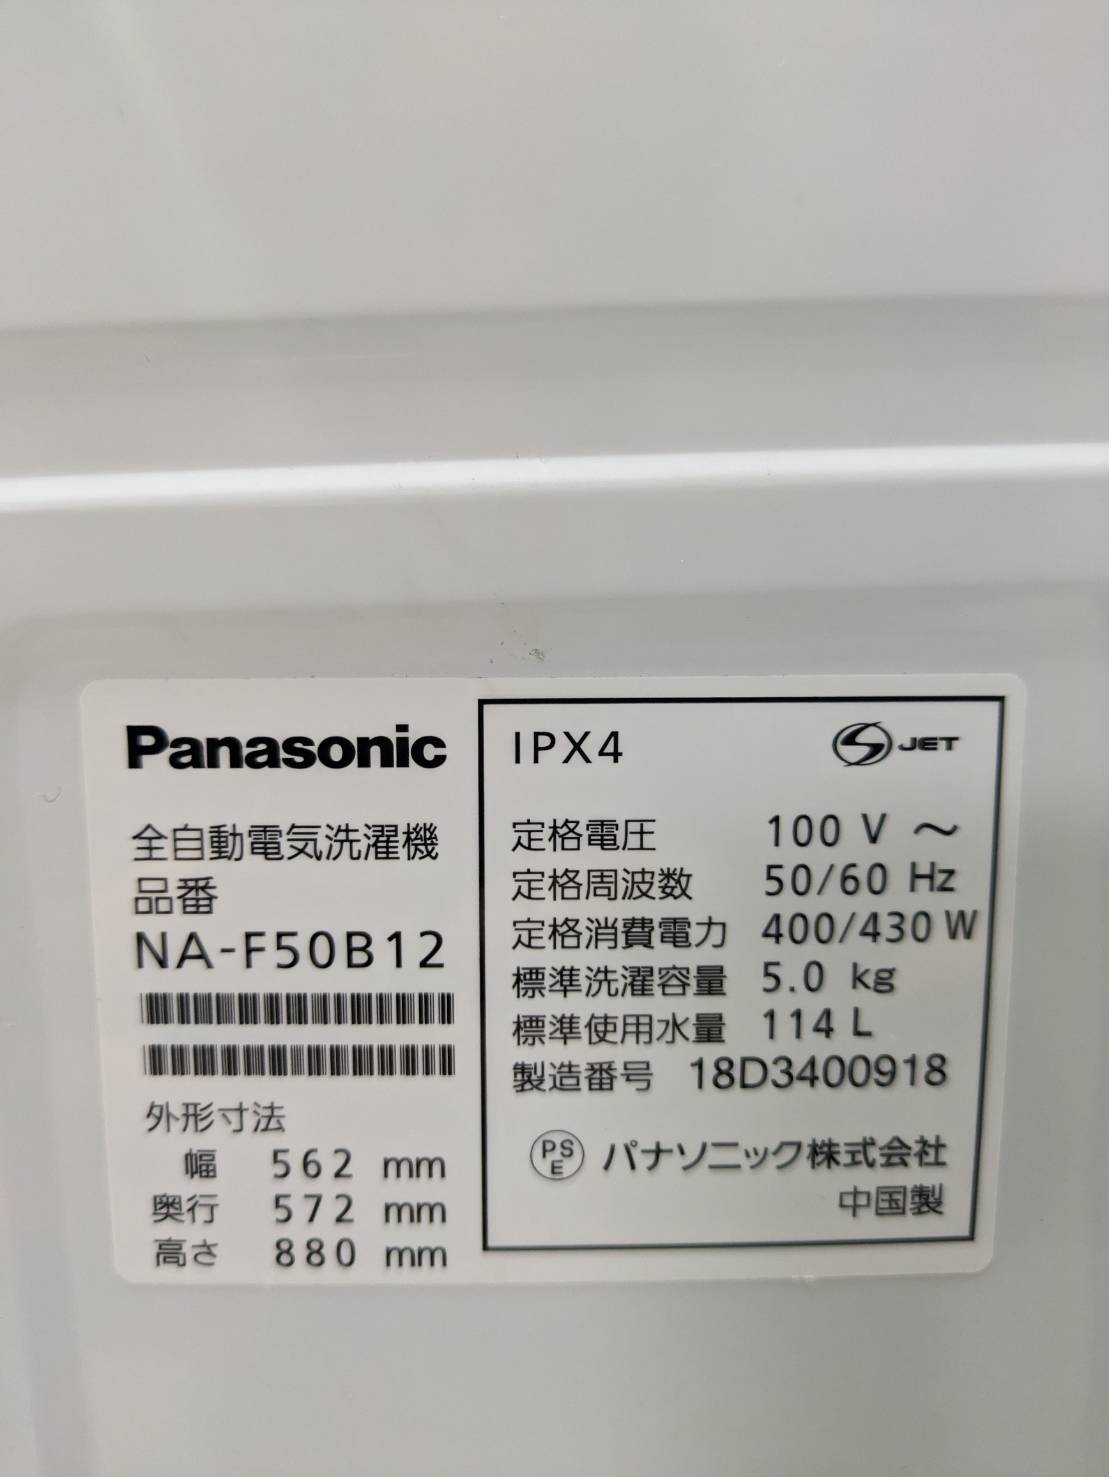 Panasonic
全自動電気洗濯機
品番
NA-F50B12
外形寸法
幅 562 mm
奥行 572 mm
高さ 880 mm
IPX4
S JET
定格電圧 100 V ～
定格周波数 50/60 Hz
定格消費電力 400/430 W
標準洗濯容量 5.0 kg
標準使用水量 114 L
製造番号 18D3400918
PSE パナソニック株式会社
中国製